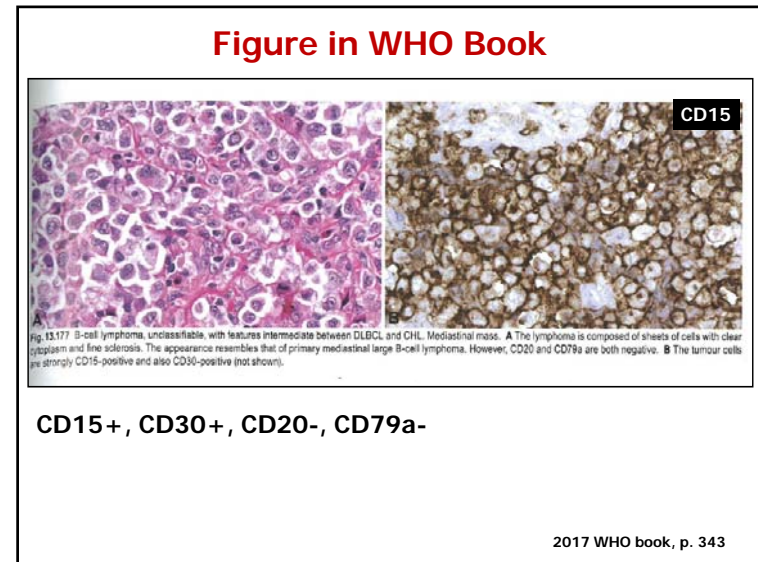 Figure in WHO Book
CD15
A
B
Fig. 13.177 B-cell lymphoma, unclassifiable, with features intermediate between DLBCL and CHL. Mediastinal mass. A The lymphoma is composed of sheets of cells with clear
cytoplasm and fine sclerosis. The appearance resembles that of primary mediastinal large B-cell lymphoma. However, CD20 and CD79a are both negative. B The tumour cells
are strongly CD15-positive and also CD30-positive (not shown).
CD15+, CD30+, CD20-, CD79a-
2017 WHO book, p. 343